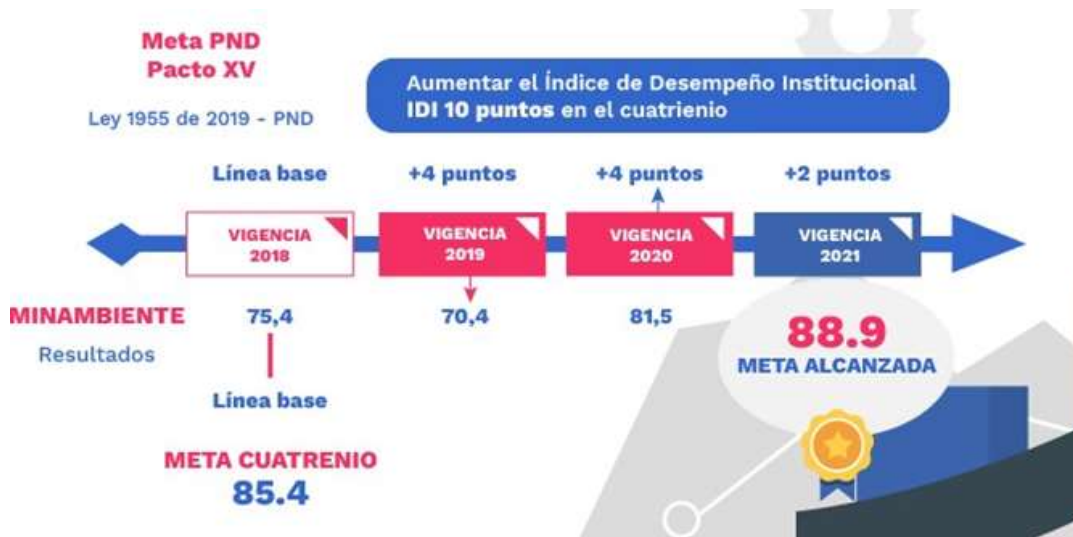 Meta PND
Pacto XV
Ley 1955 de 2019 - PND
Aumentar el Índice de Desempeño Institucional
IDI 10 puntos en el cuatrienio
Línea base
+4 puntos
+4 puntos
+2 puntos
VIGENCIA
2018
VIGENCIA
2019
VIGENCIA
2020
VIGENCIA
2021
MINAMBIENTE
Resultados
75,4
70,4
81,5
88.9
META ALCANZADA
Línea base
META CUATRENIO
85.4